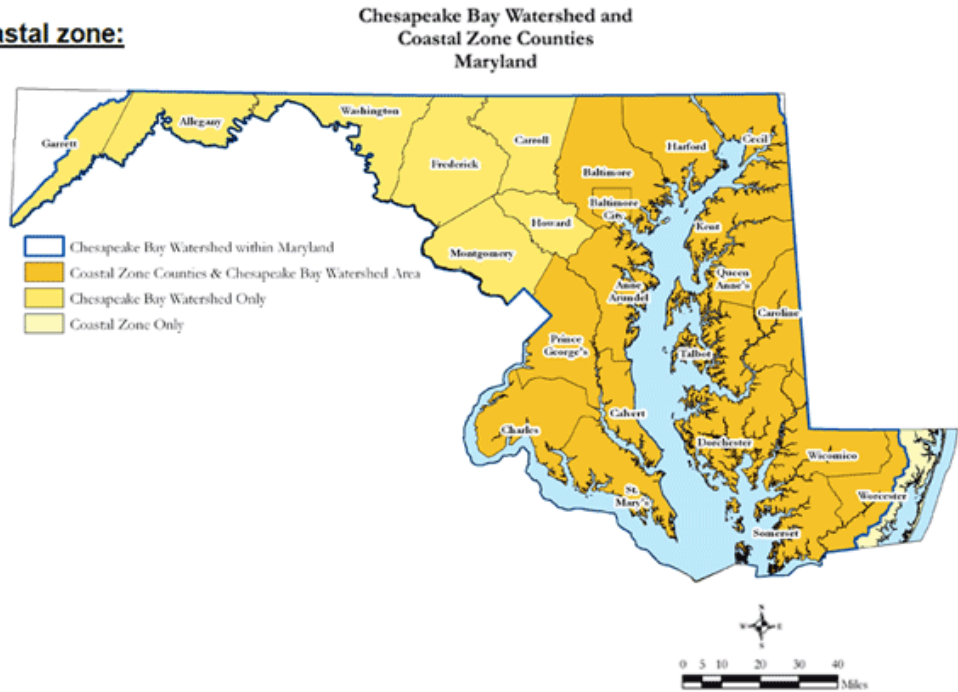 astal zone:
Chesapeake Bay Watershed and
Coastal Zone Counties
Maryland
Garrett
Allegany
Washington
Frederick
Carroll
Baltimore
Harford
Cecil
Baltimore
City
Howard
Montgomery
Kent
Anne
Arundel
Queen
Anne's
Caroline
Prince
George's
Talbot
Calvert
Charles
Dorchester
Wicomico
St.
Mary's
Worcester
Somerset
Chesapeake Bay Watershed within Maryland
Coastal Zone Counties & Chesapeake Bay Watershed Area
Chesapeake Bay Watershed Only
Coastal Zone Only
N
W E
S
0 5 10 20 30 40
Miles